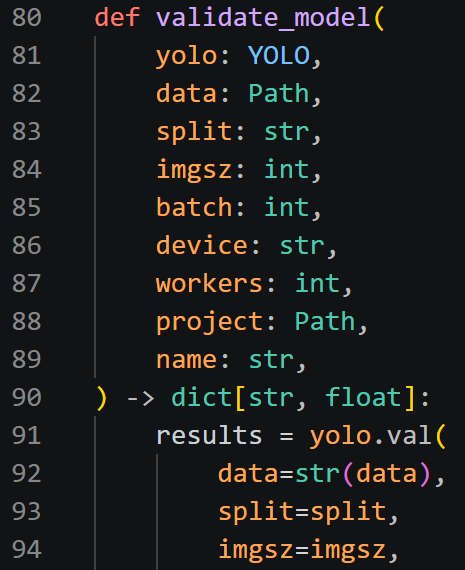 80 def validate_model(
81     yolo: YOLO,
82     data: Path,
83     split: str,
84     imgsz: int,
85     batch: int,
86     device: str,
87     workers: int,
88     project: Path,
89     name: str,
90 ) -> dict[str, float]:
91     results = yolo.val(
92         data=str(data),
93         split=split,
94         imgsz=imgsz,